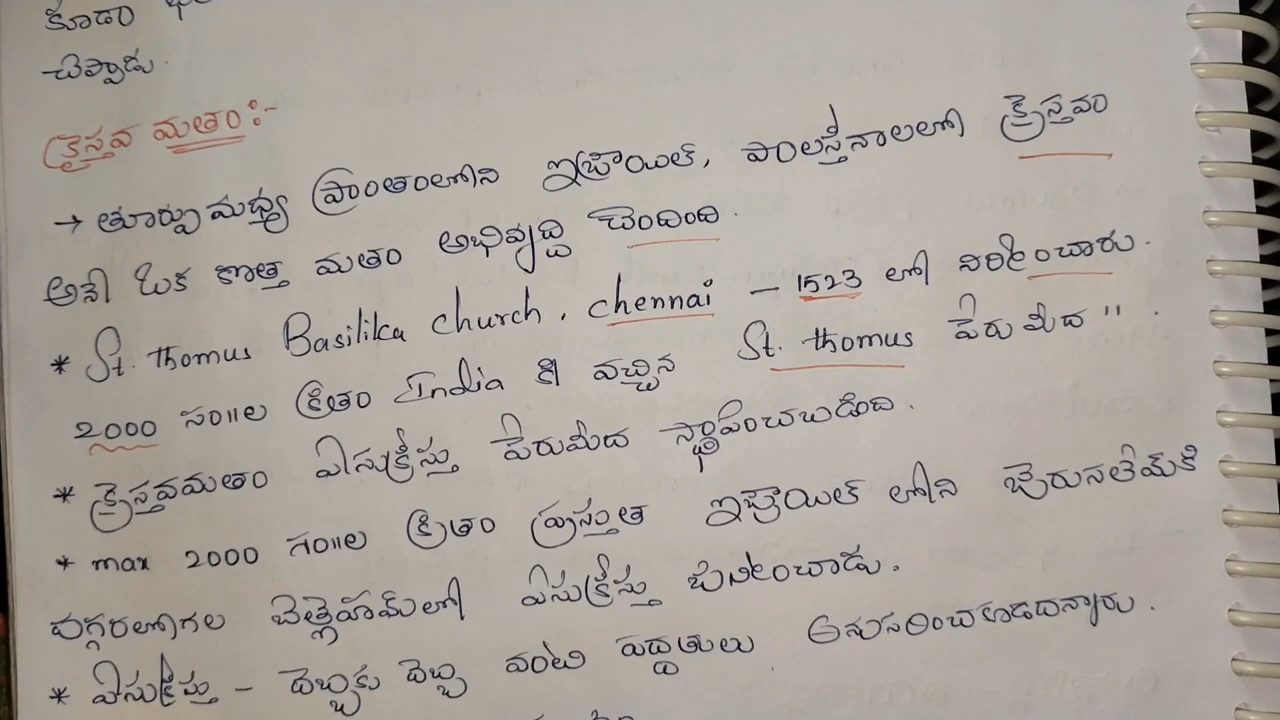 కూడా
చెప్పాడు.
క్రైస్తవ మతం:-
→ తూర్పుమధ్య ప్రాంతంలోని ఇజ్రాయిల్, పాలస్తీనాలలో క్రైస్తవం
అనే ఒక కొత్త మతం అభివృద్ధి చెందింది.
* St. thomus Basilika church, chennai - 1523 లో నిర్మించారు.
2000 సం॥ల క్రితం India కి వచ్చిన St. thomus పేరుమీద".
* క్రైస్తవమతం ఏసుక్రీస్తు పేరుమీద స్థాపించబడింది.
* max 2000 సం॥ల క్రితం ప్రస్తుత ఇజ్రాయిల్ లోని జెరుసలేమ్‌కి
దగ్గరలోగల బెత్లెహామ్‌లో ఏసుక్రీస్తు జన్మించాడు.
* ఏసుక్రీస్తు - దెబ్బకు దెబ్బ వంటి పద్ధతులు అనుసరించకూడదన్నారు.